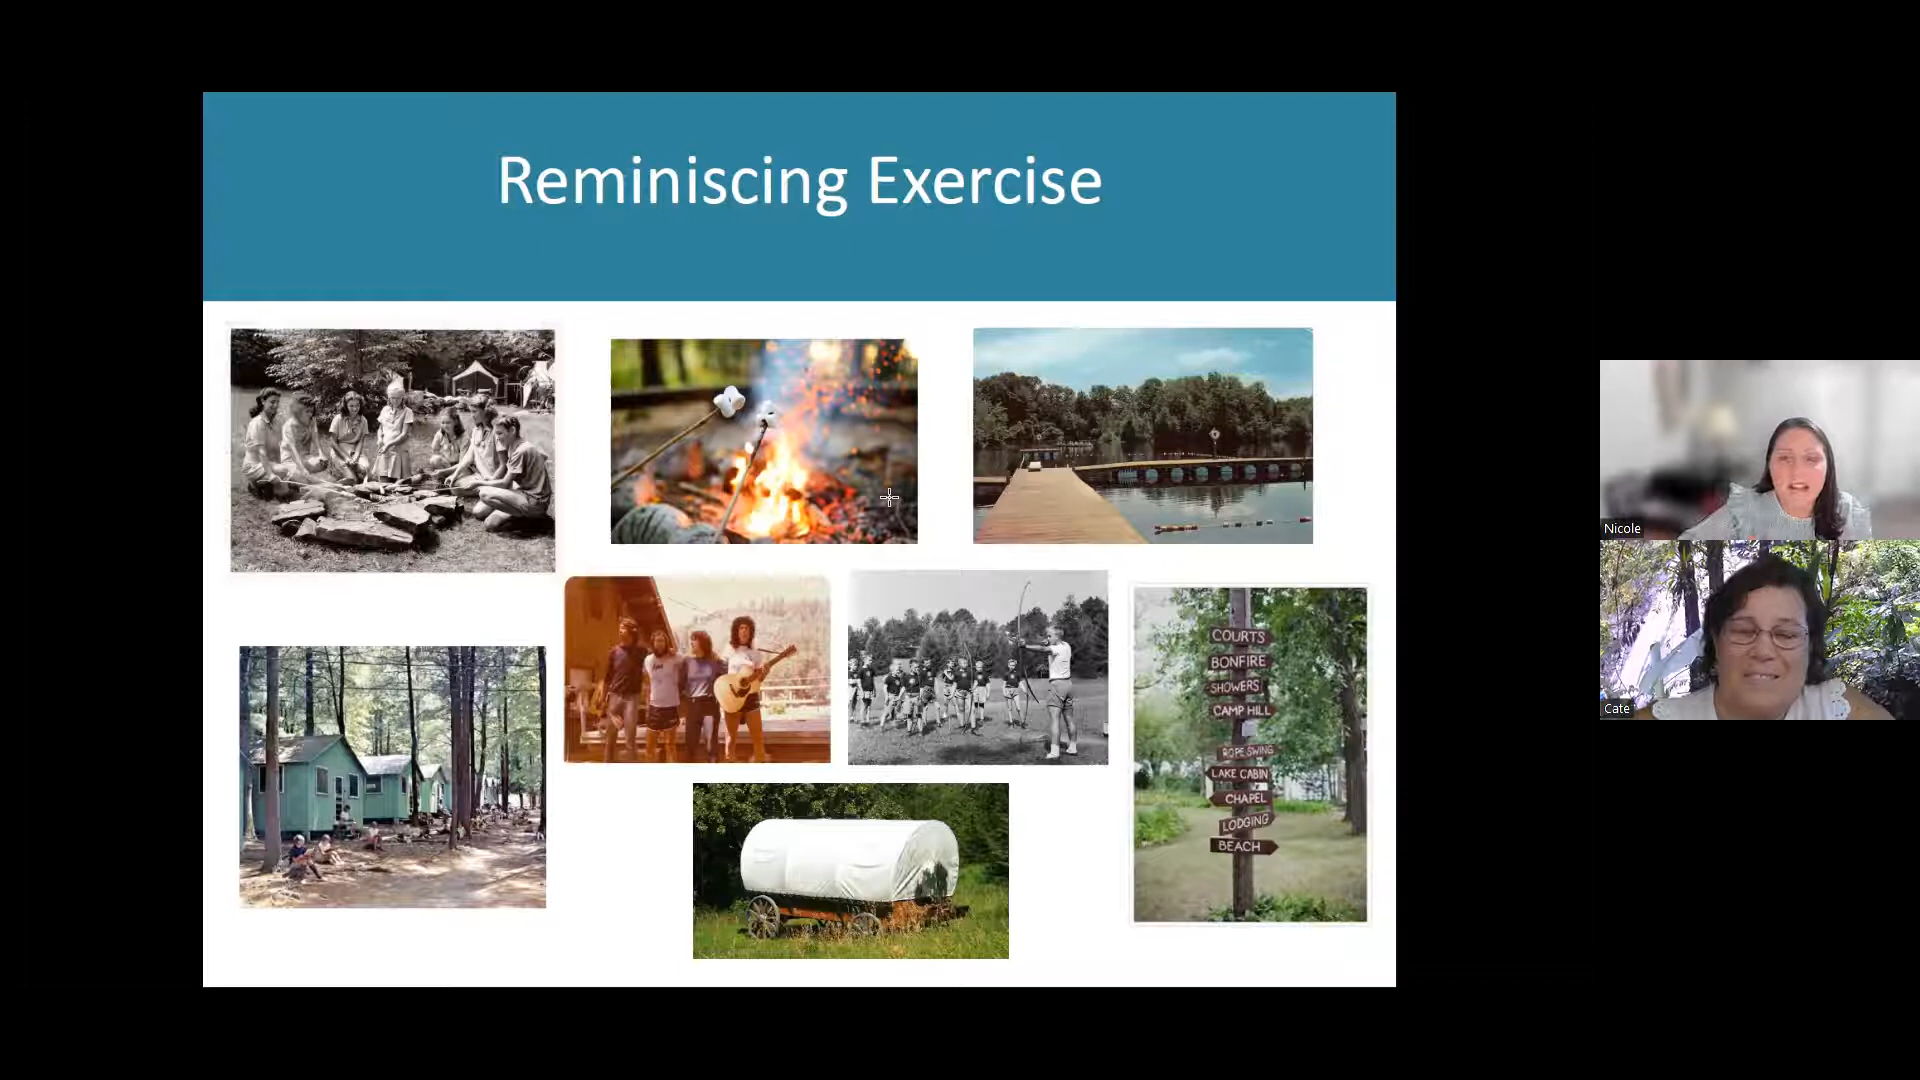 Reminiscing Exercise
COURTS
BONFIRE
SHOWERS
CAMP HILL
ROPE SWING
LAKE CABIN
CHAPEL
LODGING
BEACH
Nicole
Cate